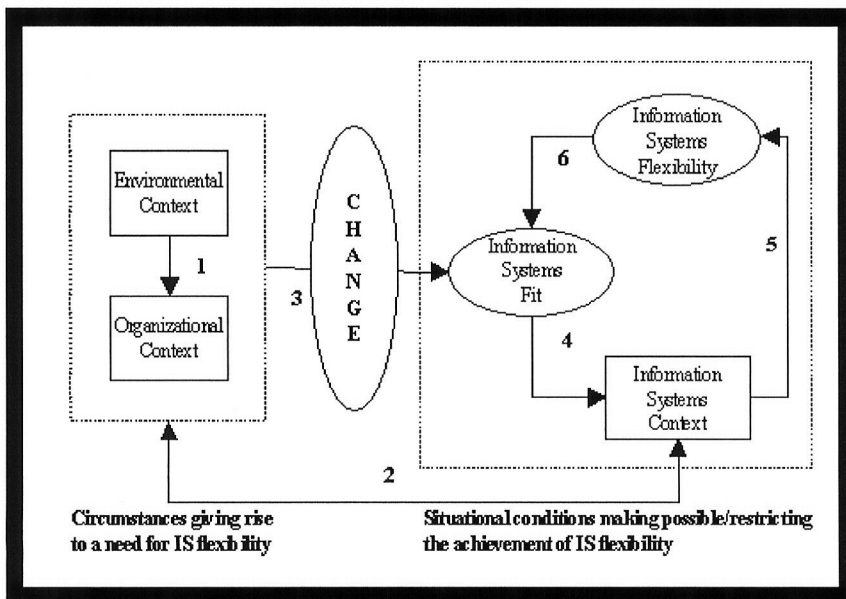 Environmental
Context
1
Organizational
Context
3
C
H
A
N
G
E
Information
Systems
Flexibility
6
Information
Systems
Fit
5
4
Information
Systems
Context
2
Circumstances giving rise
to a need for IS flexibility
Situational conditions making possible/restricting
the achievement of IS flexibility